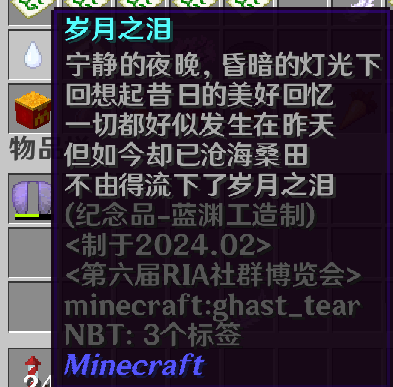 岁月之泪
宁静的夜晚，昏暗的灯光下
回想起昔日的美好回忆
一切都好似发生在昨天
但如今却已沧海桑田
不由得流下了岁月之泪
(纪念品-蓝渊工造制)
<制于2024.02>
<第六届RIA社群博览会>
minecraft:ghast_tear
NBT: 3个标签
Minecraft
物品